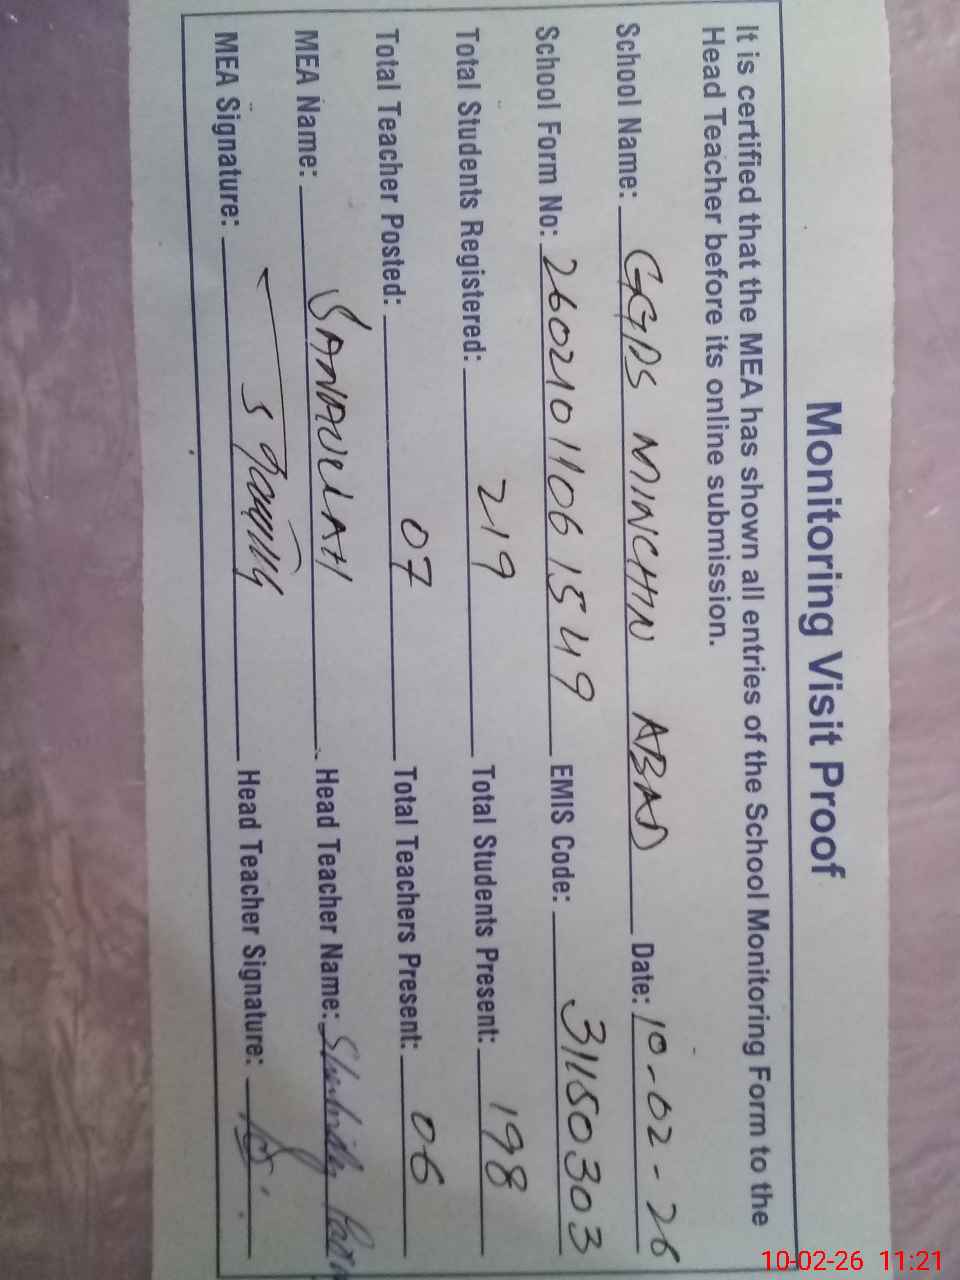 Monitoring Visit Proof
It is certified that the MEA has shown all entries of the School Monitoring Form to the
Head Teacher before its online submission.
School Name: GGPS MINCHIN ABAD Date: 10-02-26
School Form No: 26021011061549 EMIS Code: 31150303
Total Students Registered: 219 Total Students Present: 198
Total Teacher Posted: 07 Total Teachers Present: 06
MEA Name: SANAULLAH Head Teacher Name:
MEA Signature: Head Teacher Signature:
10-02-26 11:21